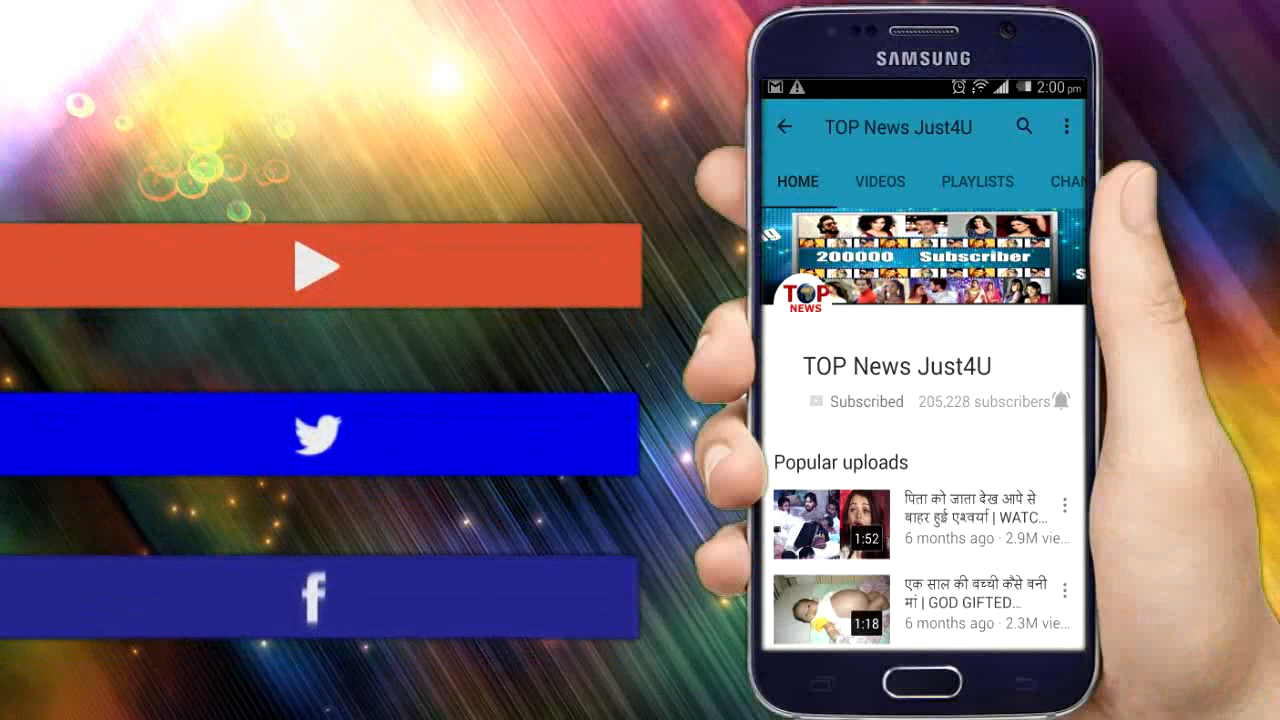 SAMSUNG
2:00 pm
TOP News Just4U
HOME VIDEOS PLAYLISTS CHAN
200000 Subscriber
TOP
NEWS
TOP News Just4U
Subscribed 205,228 subscribers
Popular uploads
पिता को जाता देख आपे से
बाहर हुई एश्वर्या | WATC...
6 months ago · 2.9M vie...
1:52
एक साल की बच्ची कैसे बनी
मां | GOD GIFTED...
6 months ago · 2.3M vie...
1:18